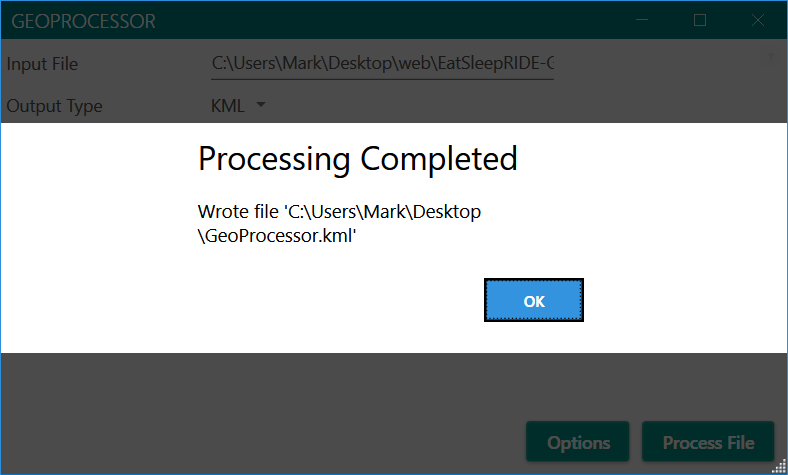 GEOPROCESSOR
Input File
C:\Users\Mark\Desktop\web\EatSleepRIDE-
Output Type
KML
Processing Completed
Wrote file 'C:\Users\Mark\Desktop
\GeoProcessor.kml'
OK
Options
Process File